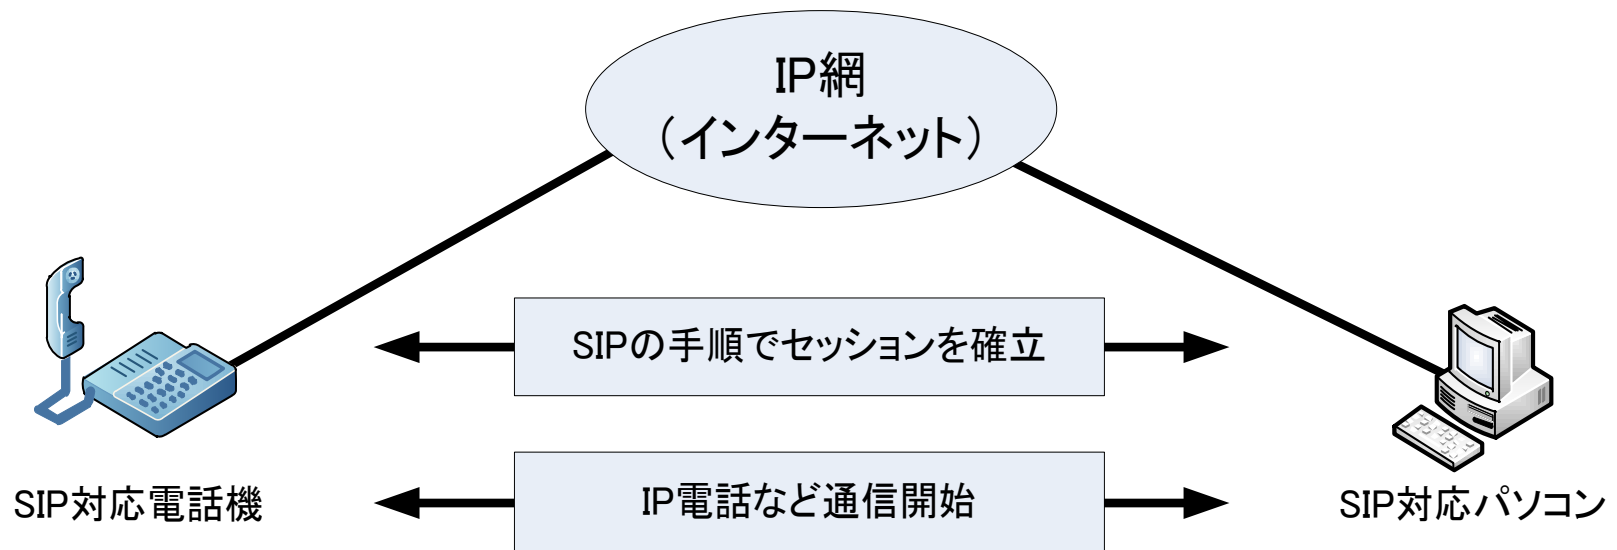 IP網
（インターネット）
SIPの手順でセッションを確立
IP電話など通信開始
SIP対応電話機
SIP対応パソコン